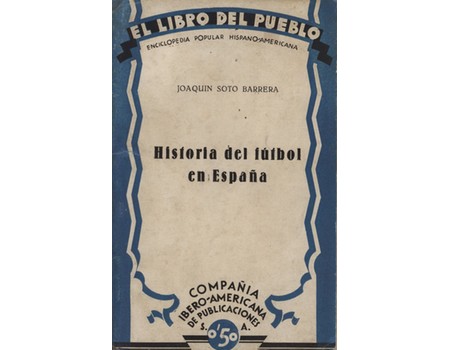 EL LIBRO DEL PUEBLO
ENCICLOPEDIA POPULAR HISPANO-AMERICANA
JOAQUIN SOTO BARRERA
Historia del fútbol
en España
COMPAÑIA
IBERO-AMERICANA
DE PUBLICACIONES
S. A.
0'50